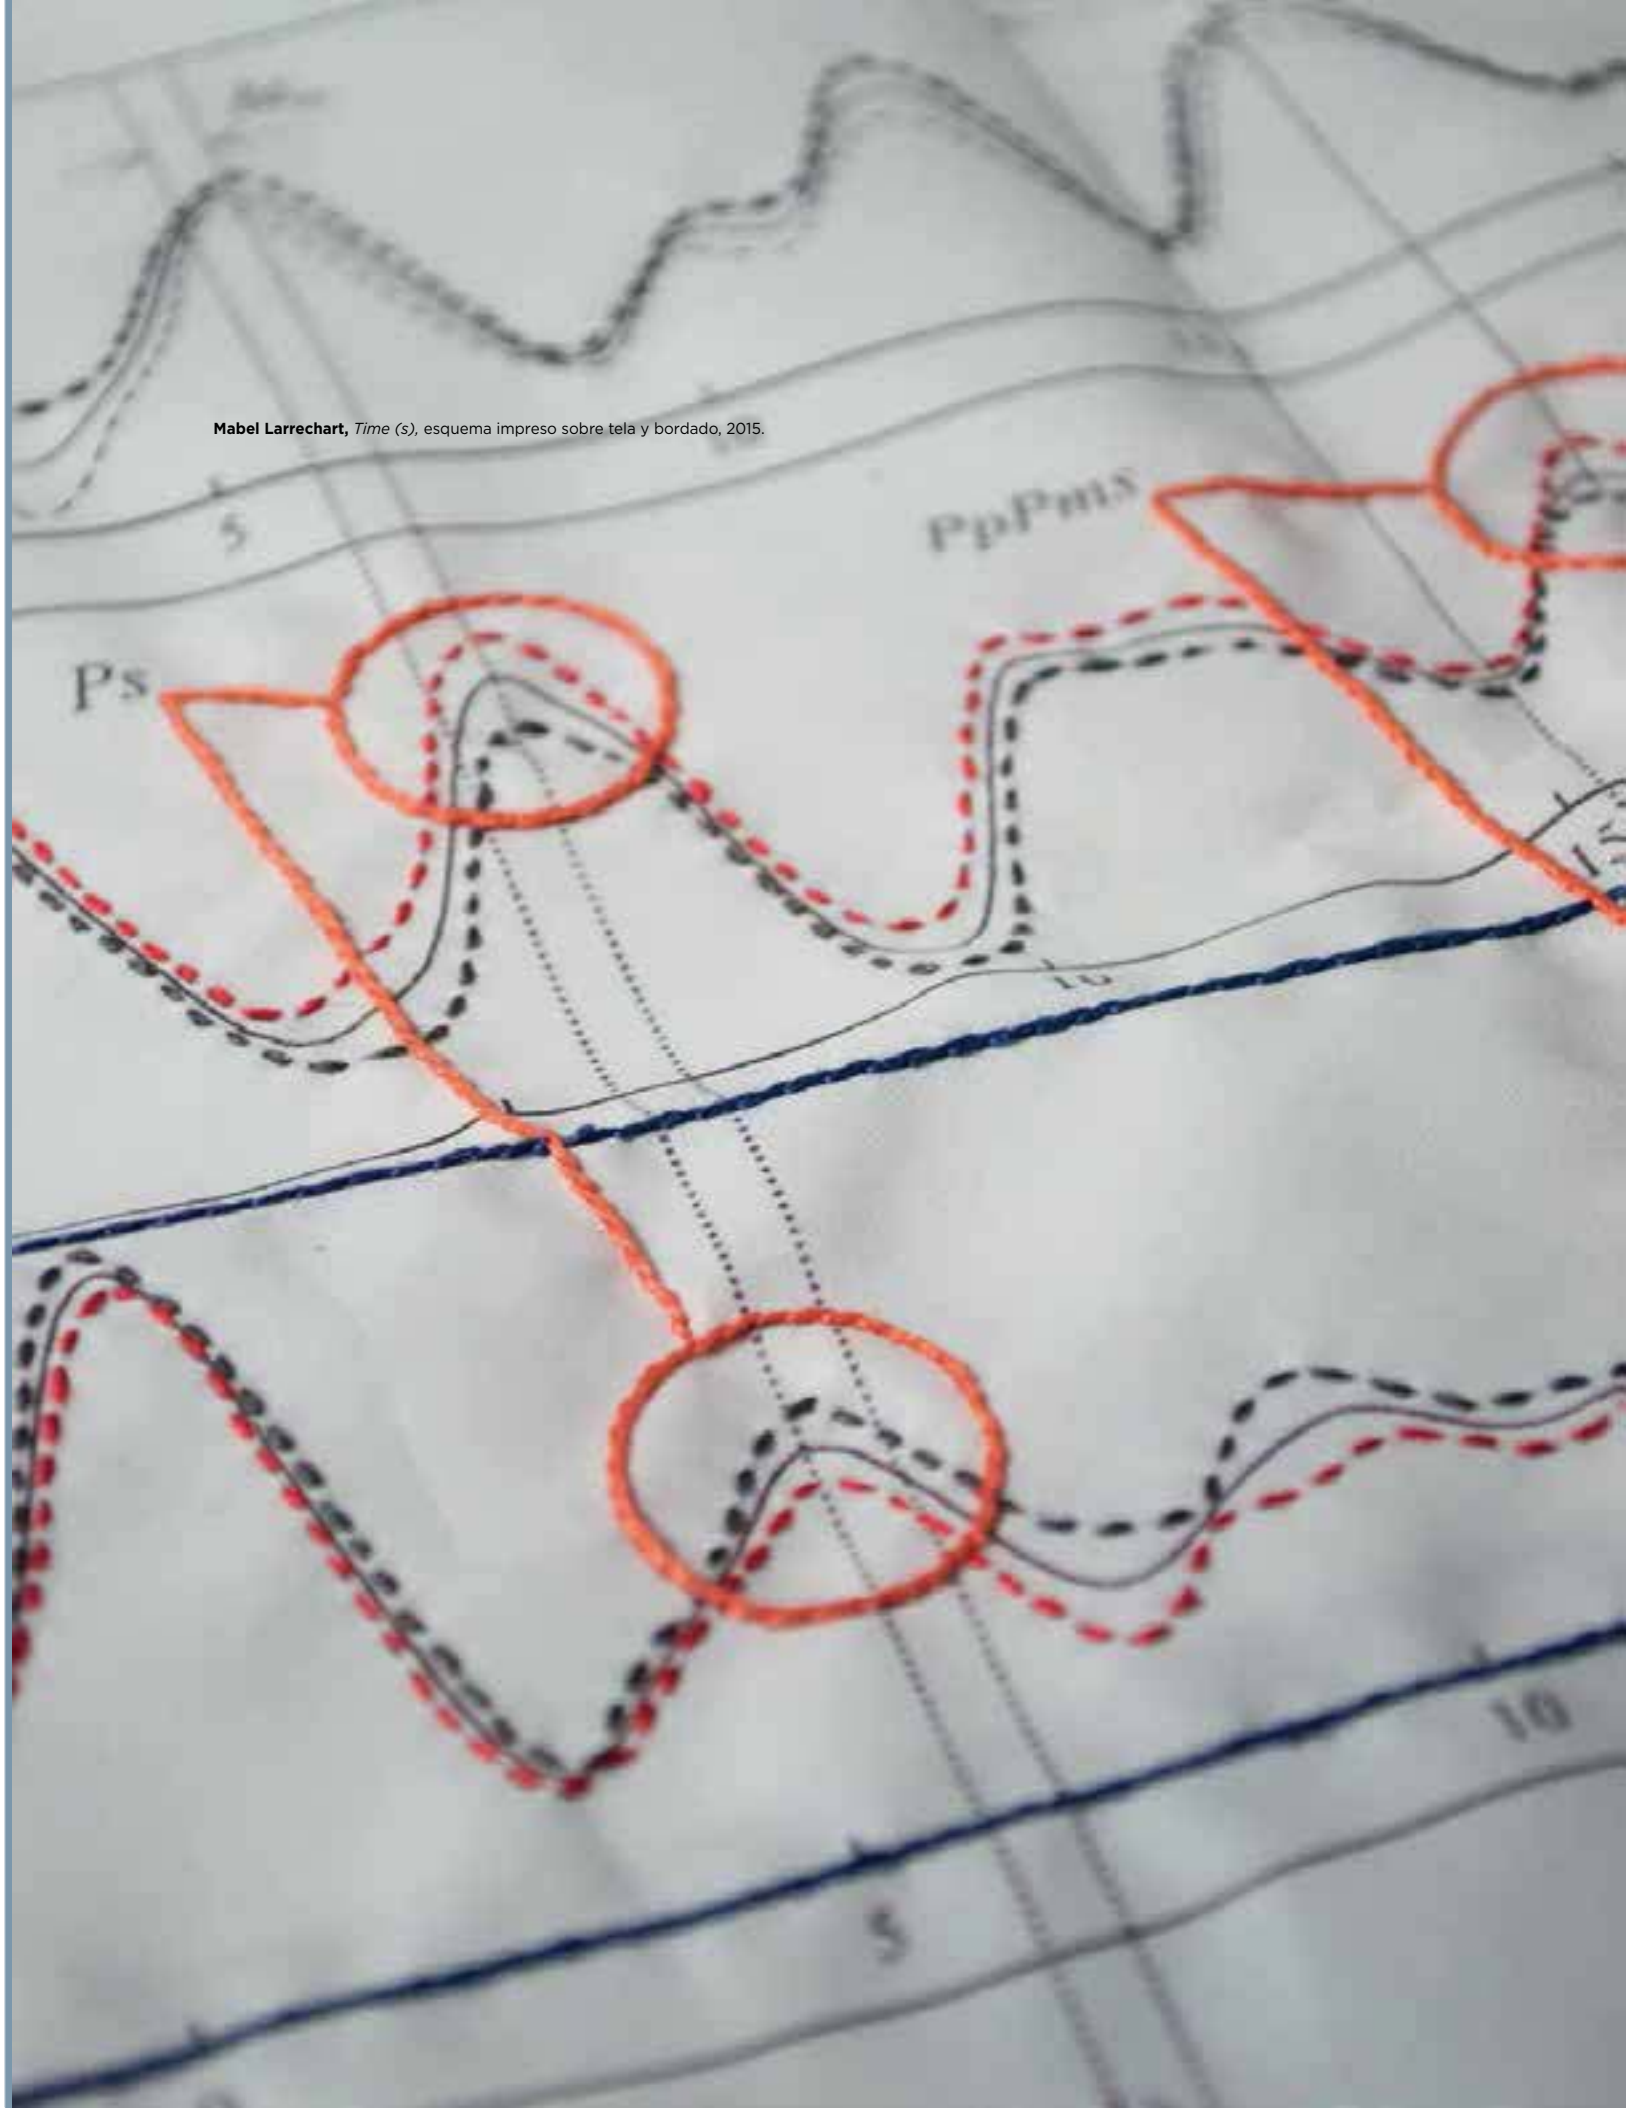 Mabel Larrechart, Time (s), esquema impreso sobre tela y bordado, 2015.
10
5
PpPms
Ps
10
5